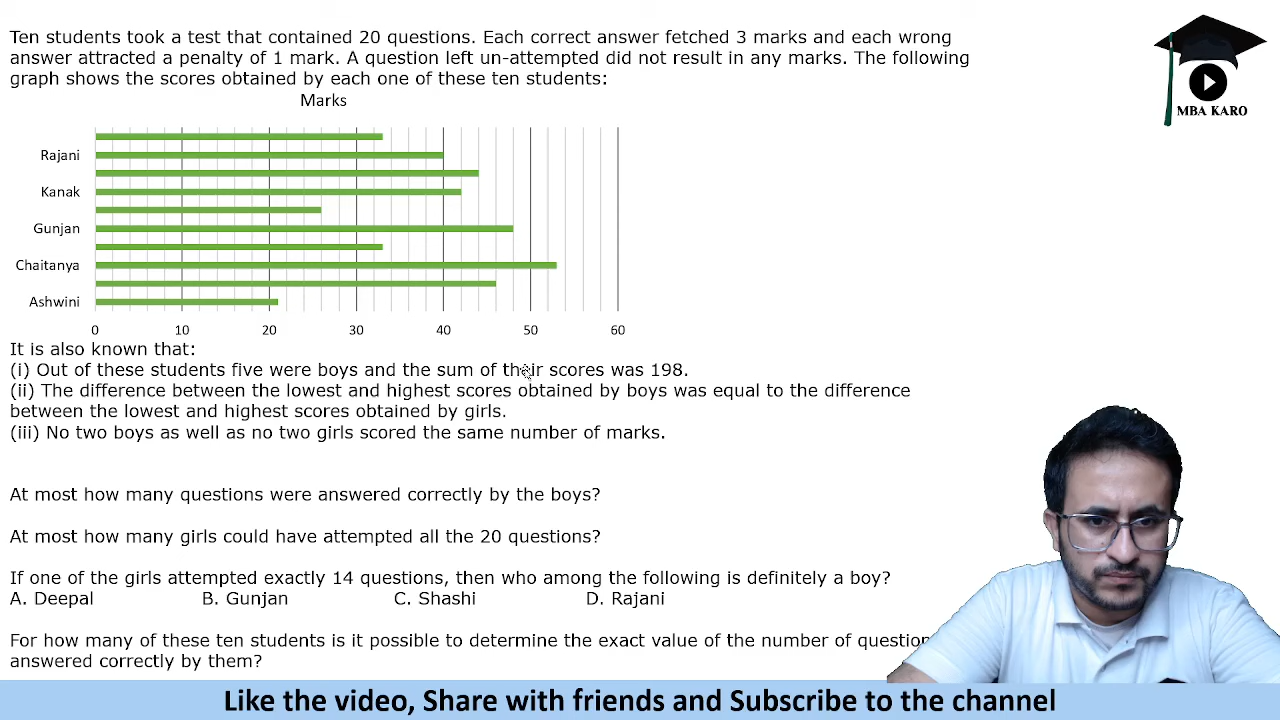 Ten students took a test that contained 20 questions. Each correct answer fetched 3 marks and each wrong
answer attracted a penalty of 1 mark. A question left un-attempted did not result in any marks. The following
graph shows the scores obtained by each one of these ten students:
MBA KARO
Marks
Rajani
Kanak
Gunjan
Chaitanya
Ashwini
0 10 20 30 40 50 60
It is also known that:
(i) Out of these students five were boys and the sum of their scores was 198.
(ii) The difference between the lowest and highest scores obtained by boys was equal to the difference
between the lowest and highest scores obtained by girls.
(iii) No two boys as well as no two girls scored the same number of marks.
At most how many questions were answered correctly by the boys?
At most how many girls could have attempted all the 20 questions?
If one of the girls attempted exactly 14 questions, then who among the following is definitely a boy?
A. Deepal B. Gunjan C. Shashi D. Rajani
For how many of these ten students is it possible to determine the exact value of the number of
answered correctly by them?
Like the video, Share with friends and Subscribe to the channel